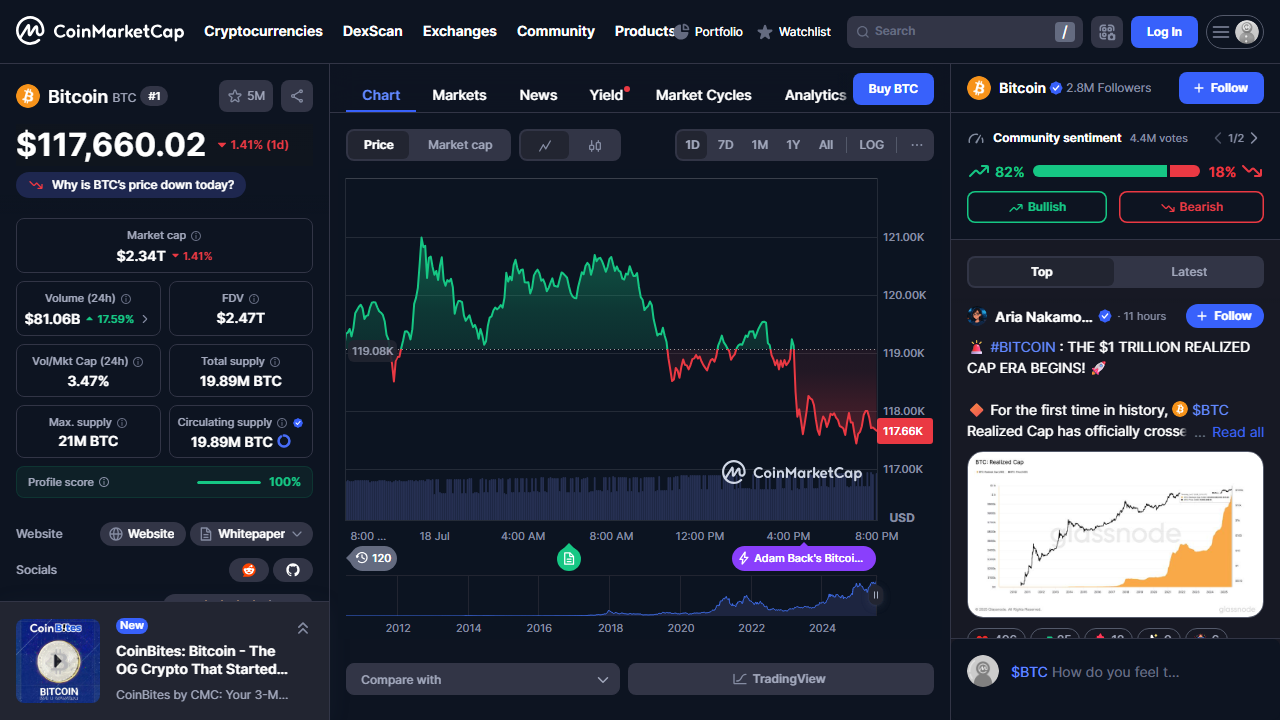 CoinMarketCap
Cryptocurrencies
DexScan
Exchanges
Community
Products
Portfolio
Watchlist
Search
/
Log In
Bitcoin BTC #1
5M
$117,660.02 1.41% (1d)
Why is BTC's price down today?
Market cap
$2.34T 1.41%
Volume (24h)
$81.06B 17.59%
FDV
$2.47T
Vol/Mkt Cap (24h)
3.47%
Total supply
19.89M BTC
Max. supply
21M BTC
Circulating supply
19.89M BTC
Profile score
100%
Website
Website
Whitepaper
Socials
CoinBites
BITCOIN
New
CoinBites: Bitcoin - The
OG Crypto That Started...
CoinBites by CMC: Your 3-M...
Chart
Markets
News
Yield
Market Cycles
Analytics
Buy BTC
Price
Market cap
1D
7D
1M
1Y
All
LOG
121.00K
120.00K
119.08K
119.00K
118.00K
117.66K
117.00K
CoinMarketCap
USD
8:00 ...
18 Jul
4:00 AM
8:00 AM
12:00 PM
4:00 PM
8:00 PM
120
Adam Back's Bitcoi...
2012
2014
2016
2018
2020
2022
2024
Compare with
TradingView
Bitcoin 2.8M Followers
+ Follow
Community sentiment 4.4M votes
1/2
82%
18%
Bullish
Bearish
Top
Latest
Aria Nakamo... · 11 hours
+ Follow
#BITCOIN : THE $1 TRILLION REALIZED
CAP ERA BEGINS!
For the first time in history, $BTC
Realized Cap has officially crosse ... Read all
BTC: Realized Cap
glassnode
glassnode
$BTC How do you feel t...